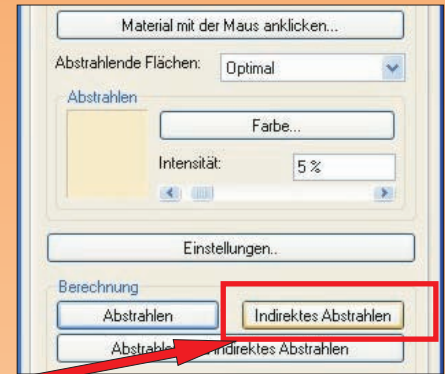 Material mit der Maus anklicken...
Abstrahlende Flächen: Optimal
Abstrahlen
Farbe...
Intensität: 5 %
Einstellungen..
Berechnung
Abstrahlen Indirektes Abstrahlen
Indirektes Abstrahlen